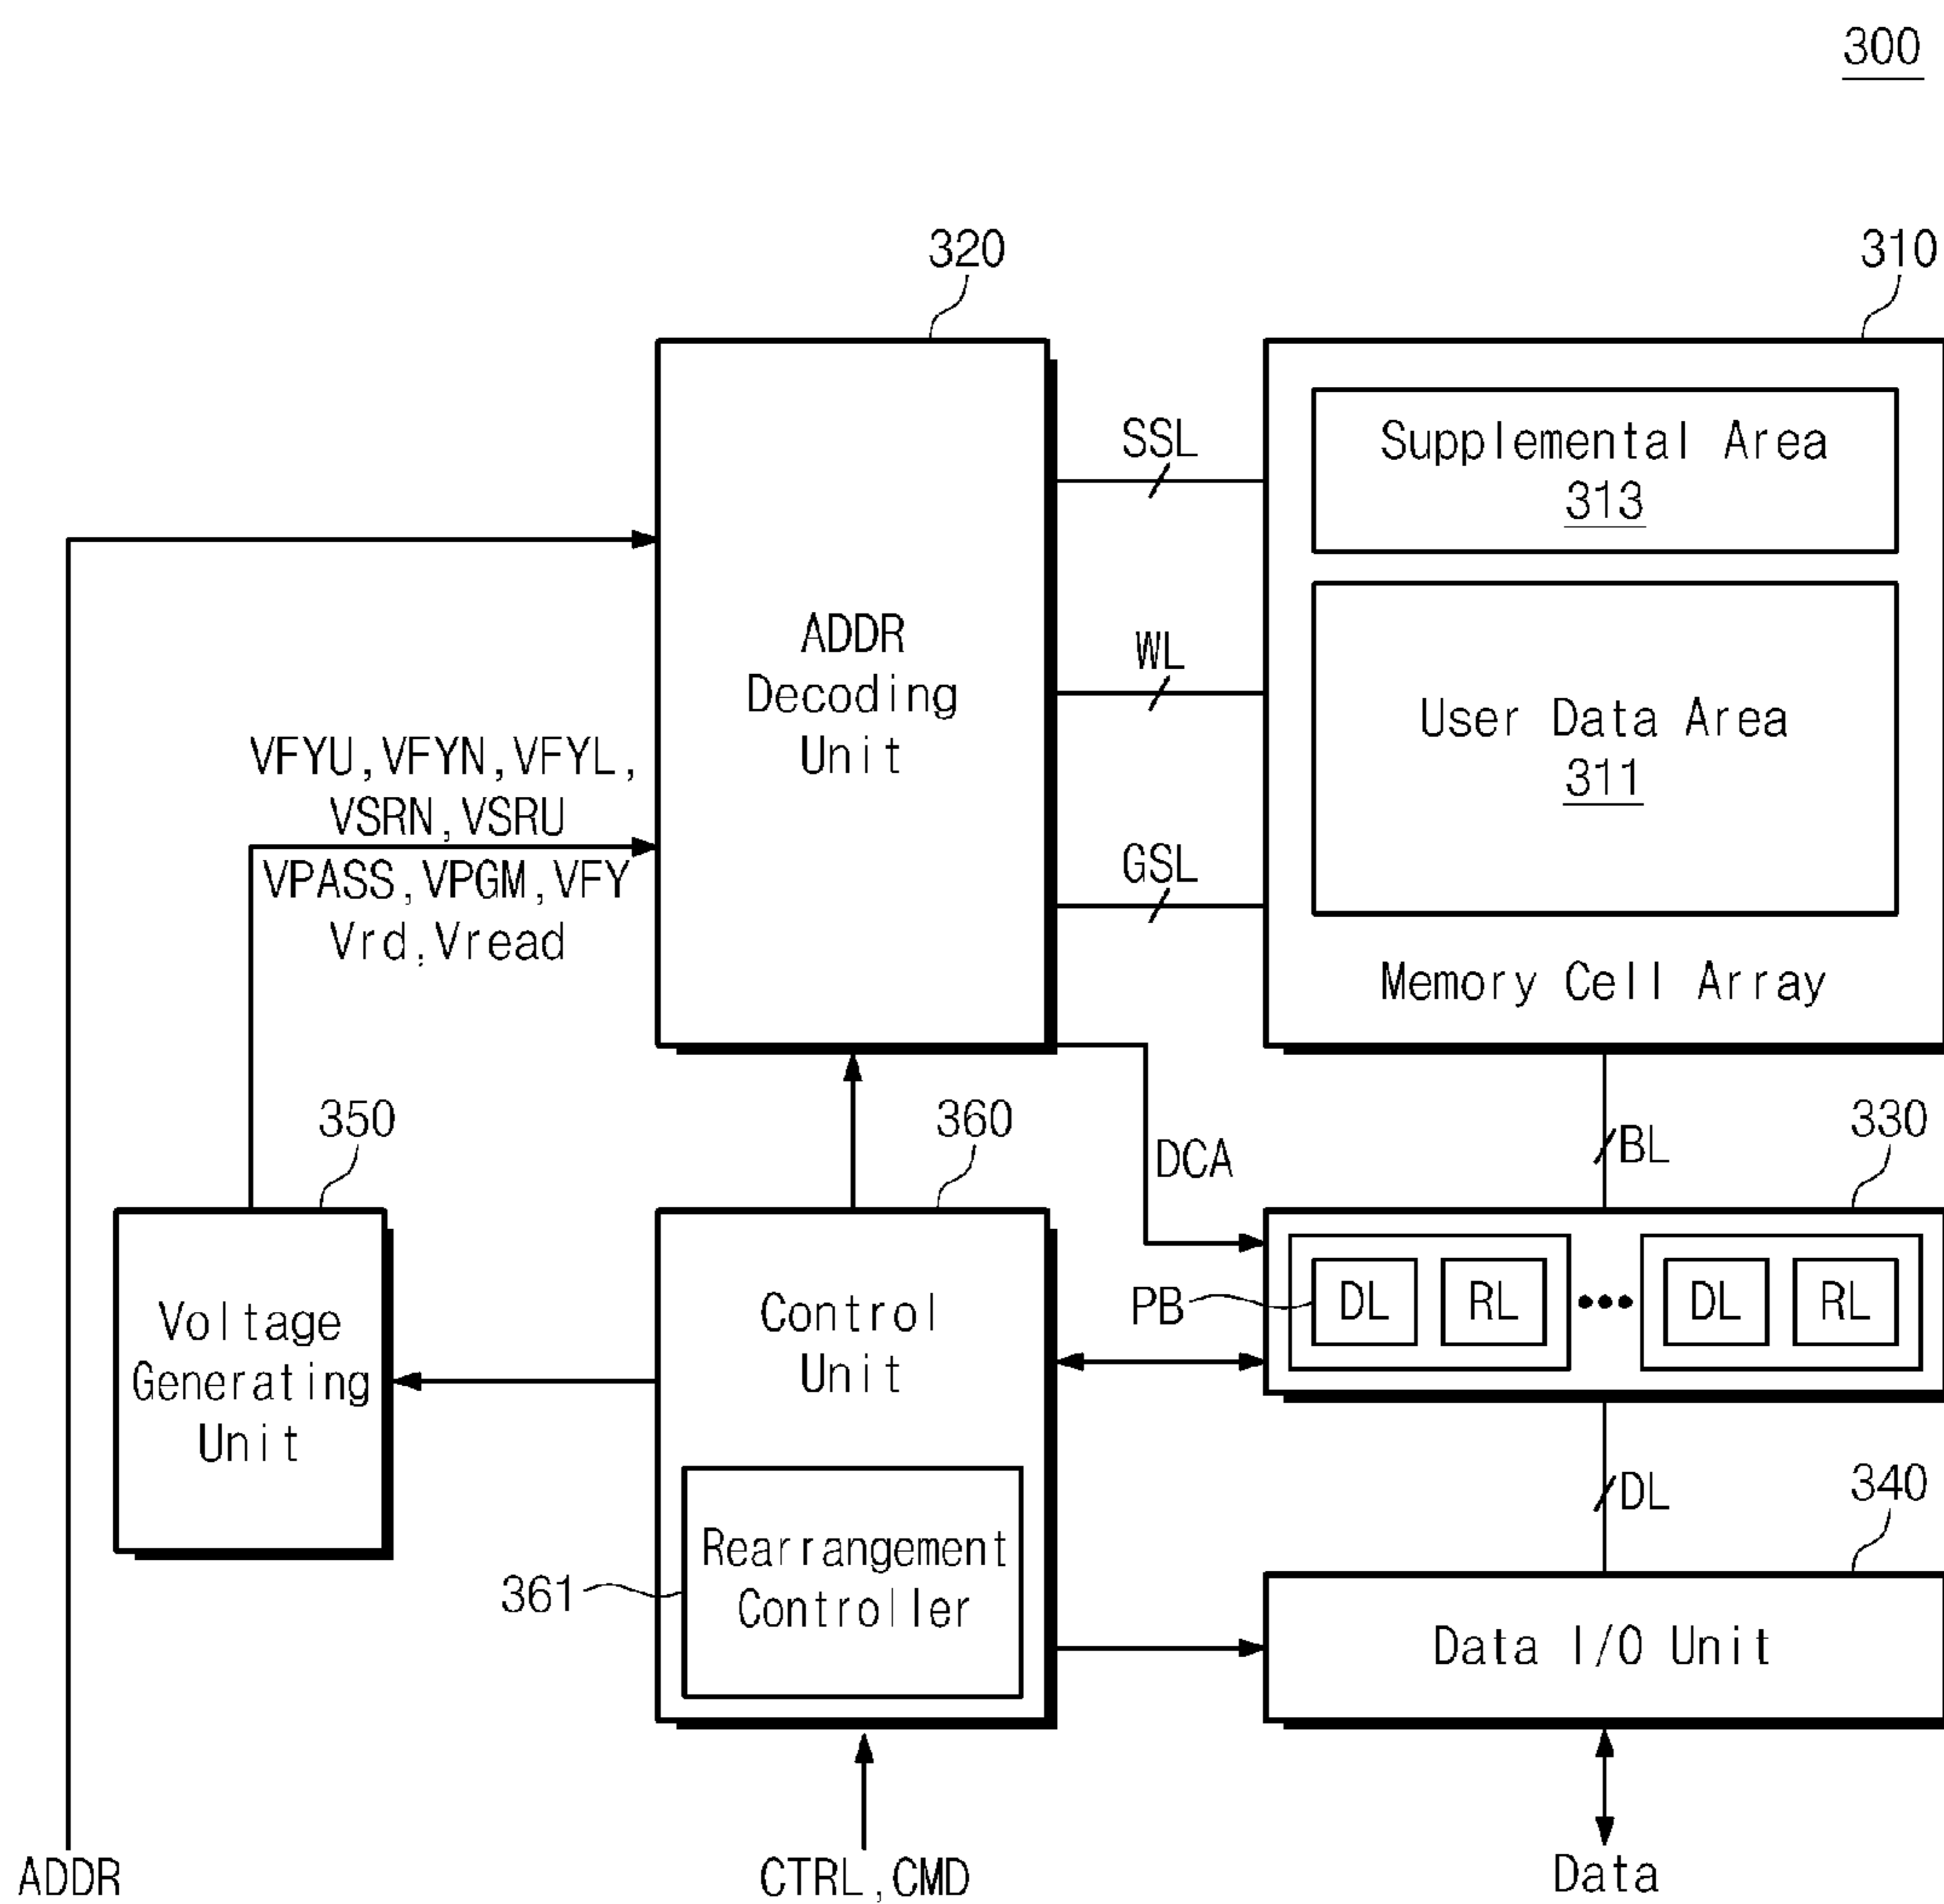 300
320
310
SSL
Supplemental Area
313
ADDR
Decoding
Unit
WL
User Data Area
311
VFYU,VFYN,VFYL,
VSRN,VSRU
VPASS,VPGM,VFY
Vrd,Vread
GSL
Memory Cell Array
350
360
DCA
BL
330
Voltage
Generating
Unit
Control
Unit
PB
DL
RL
•••
DL
RL
Rearrangement
Controller
361
DL
340
Data I/O Unit
ADDR
CTRL,CMD
Data